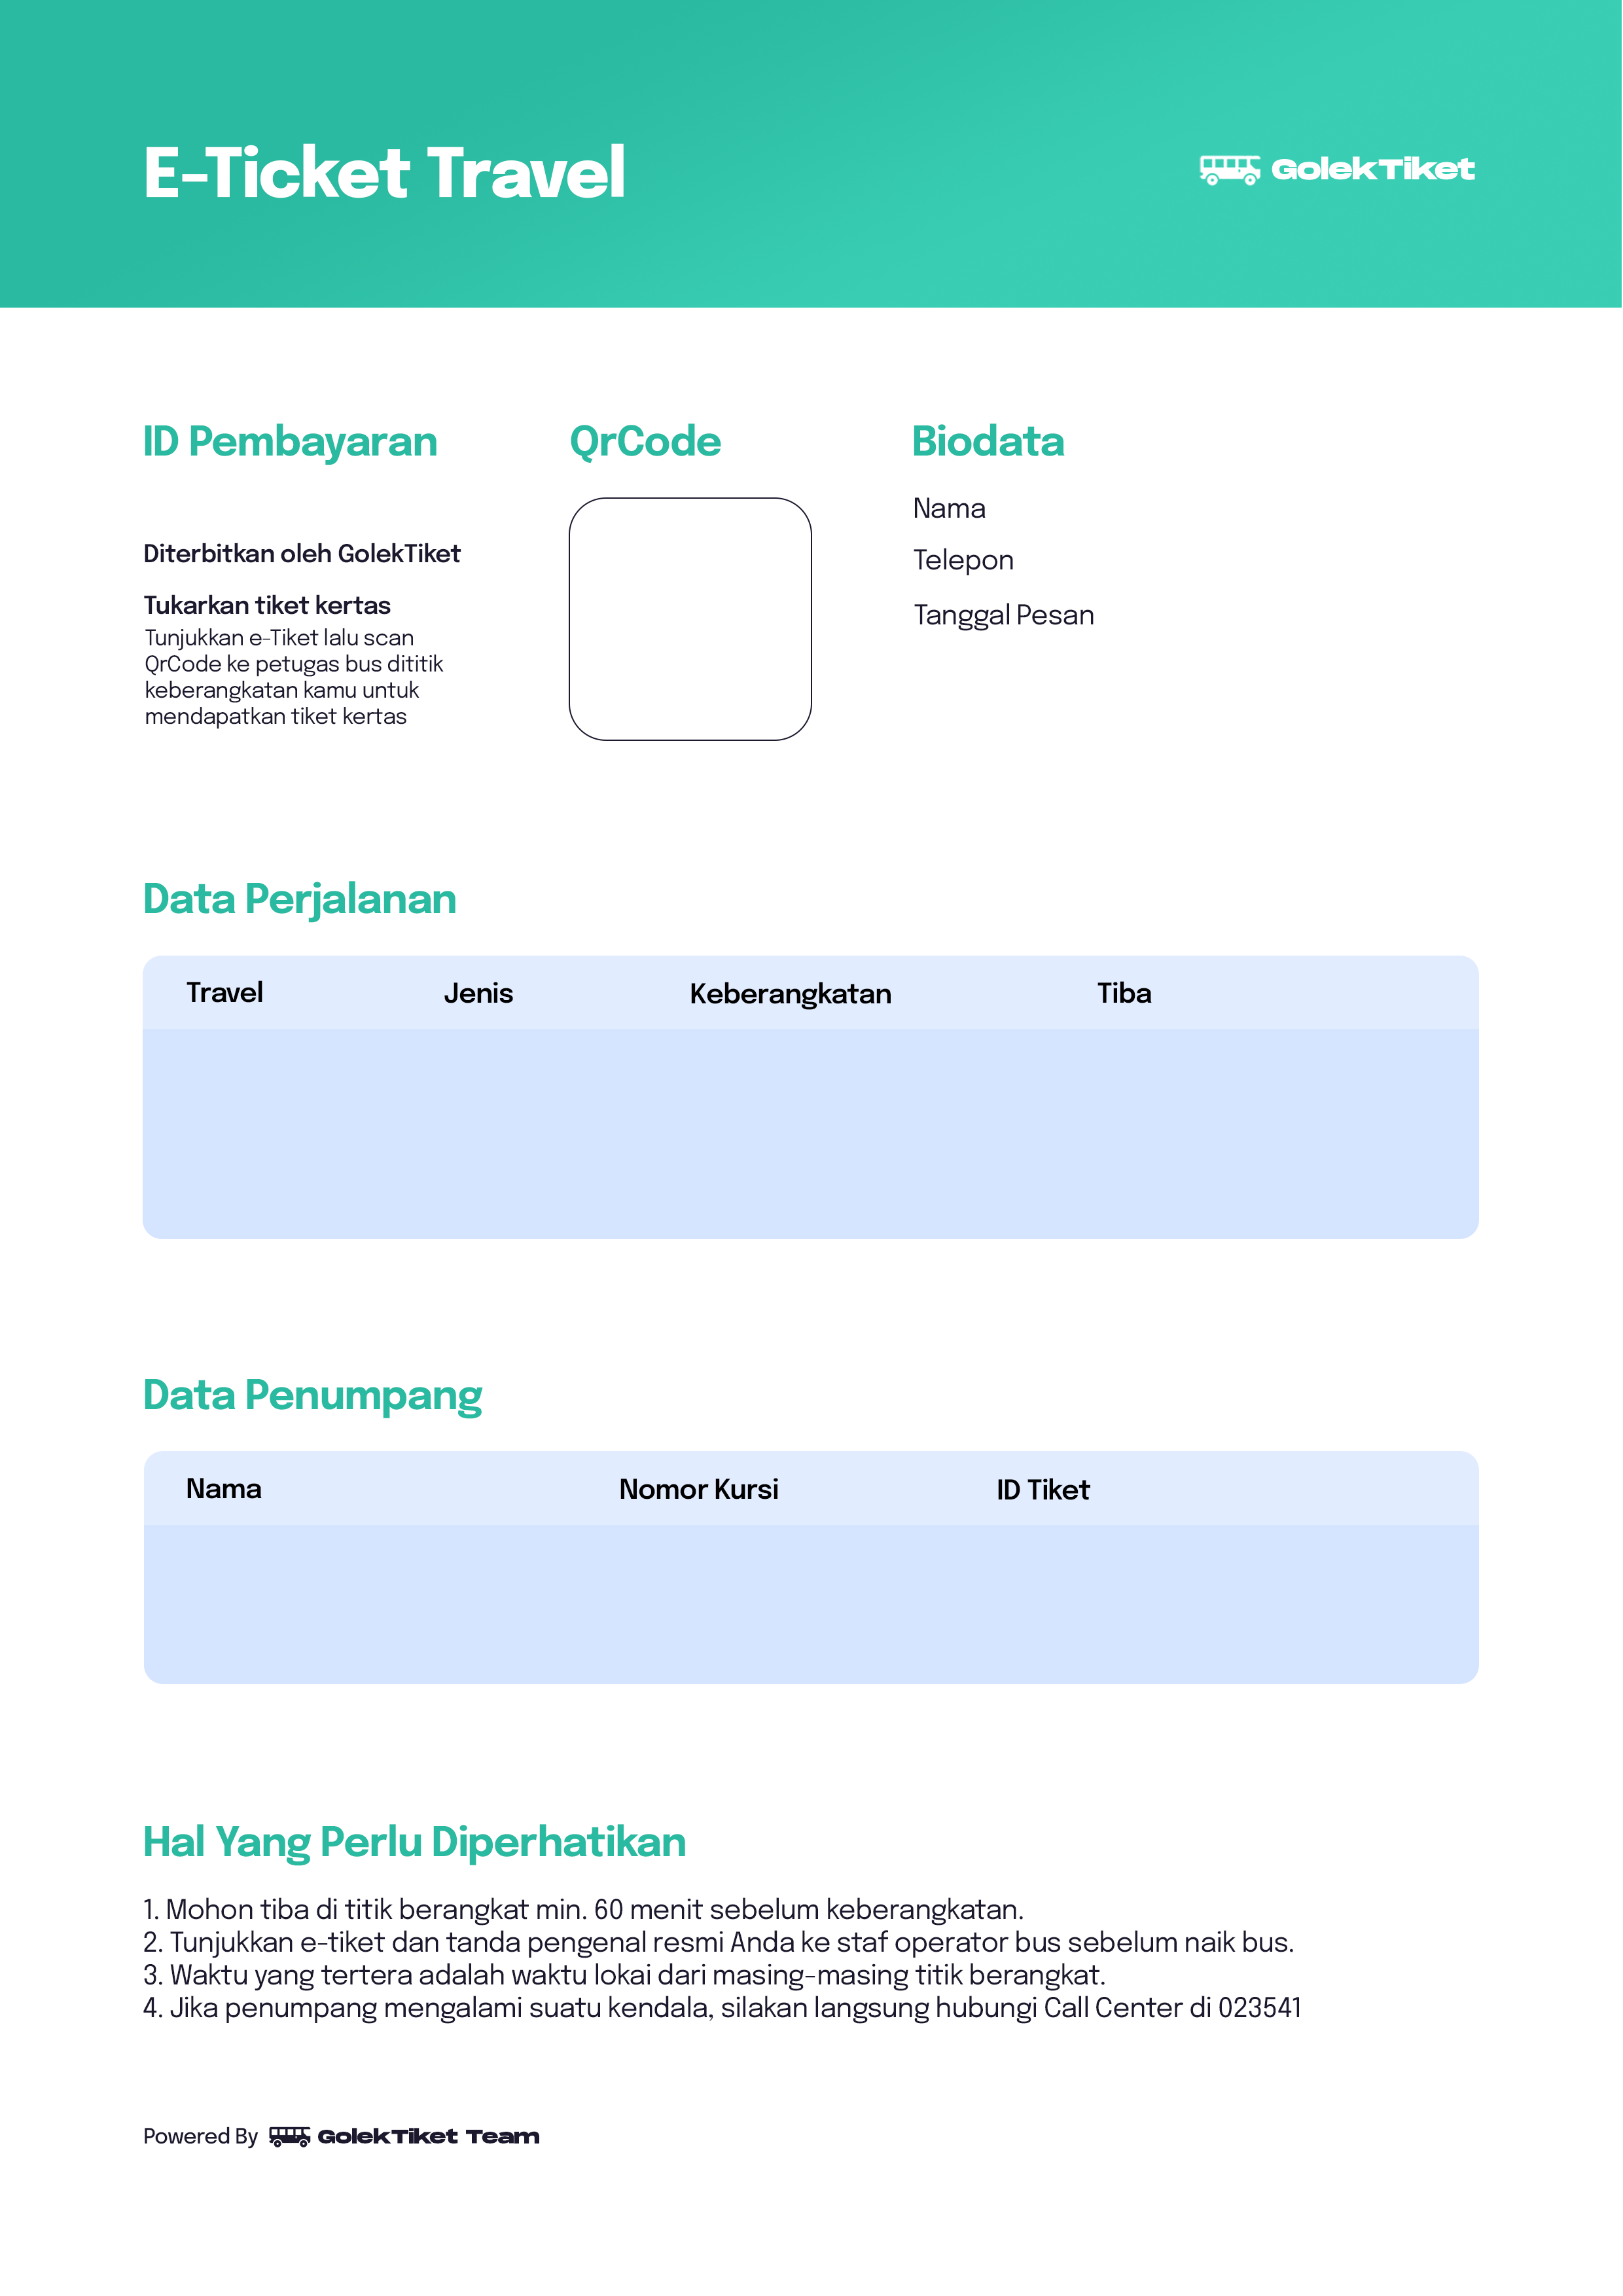 E-Ticket Travel
GolekTiket
ID Pembayaran
Diterbitkan oleh GolekTiket
Tukarkan tiket kertas
Tunjukkan e-Tiket lalu scan
QrCode ke petugas bus dititik
keberangkatan kamu untuk
mendapatkan tiket kertas
QrCode
Biodata
Nama
Telepon
Tanggal Pesan
Data Perjalanan
Travel Jenis Keberangkatan Tiba
Data Penumpang
Nama Nomor Kursi ID Tiket
Hal Yang Perlu Diperhatikan
1. Mohon tiba di titik berangkat min. 60 menit sebelum keberangkatan.
2. Tunjukkan e-tiket dan tanda pengenal resmi Anda ke staf operator bus sebelum naik bus.
3. Waktu yang tertera adalah waktu lokai dari masing-masing titik berangkat.
4. Jika penumpang mengalami suatu kendala, silakan langsung hubungi Call Center di 023541
Powered By GolekTiket Team